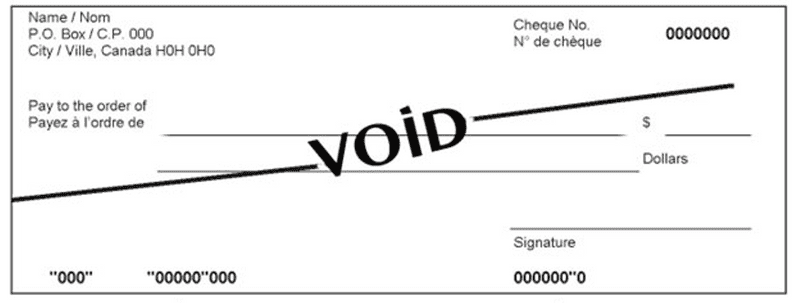 Name / Nom
P.O. Box / C.P. 000
City / Ville, Canada H0H 0H0
Cheque No. 0000000
N° de chèque
Pay to the order of
Payez à l'ordre de $
VOiD
Dollars
Signature
"000" "00000"000 000000"0